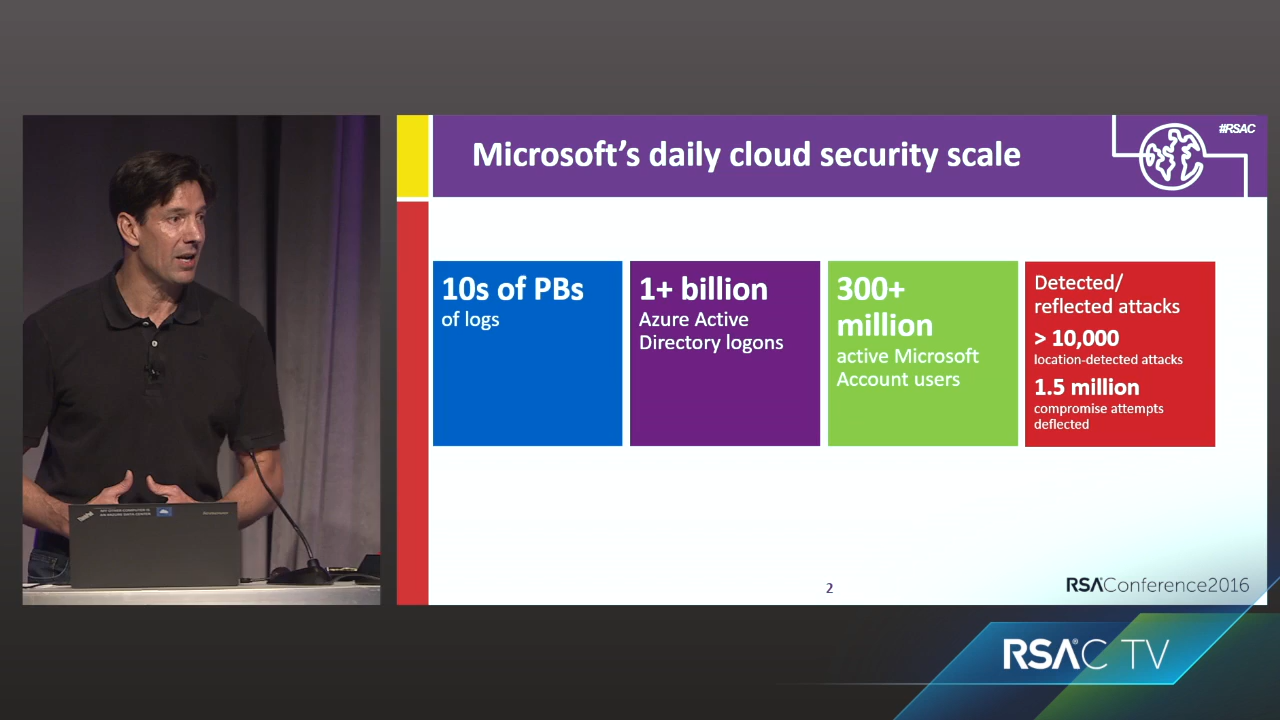 Microsoft's daily cloud security scale
#RSAC
10s of PBs
of logs
1+ billion
Azure Active
Directory logons
300+
million
active Microsoft
Account users
Detected/
reflected attacks
> 10,000
location-detected attacks
1.5 million
compromise attempts
deflected
2
RSAConference2016
RSAC TV